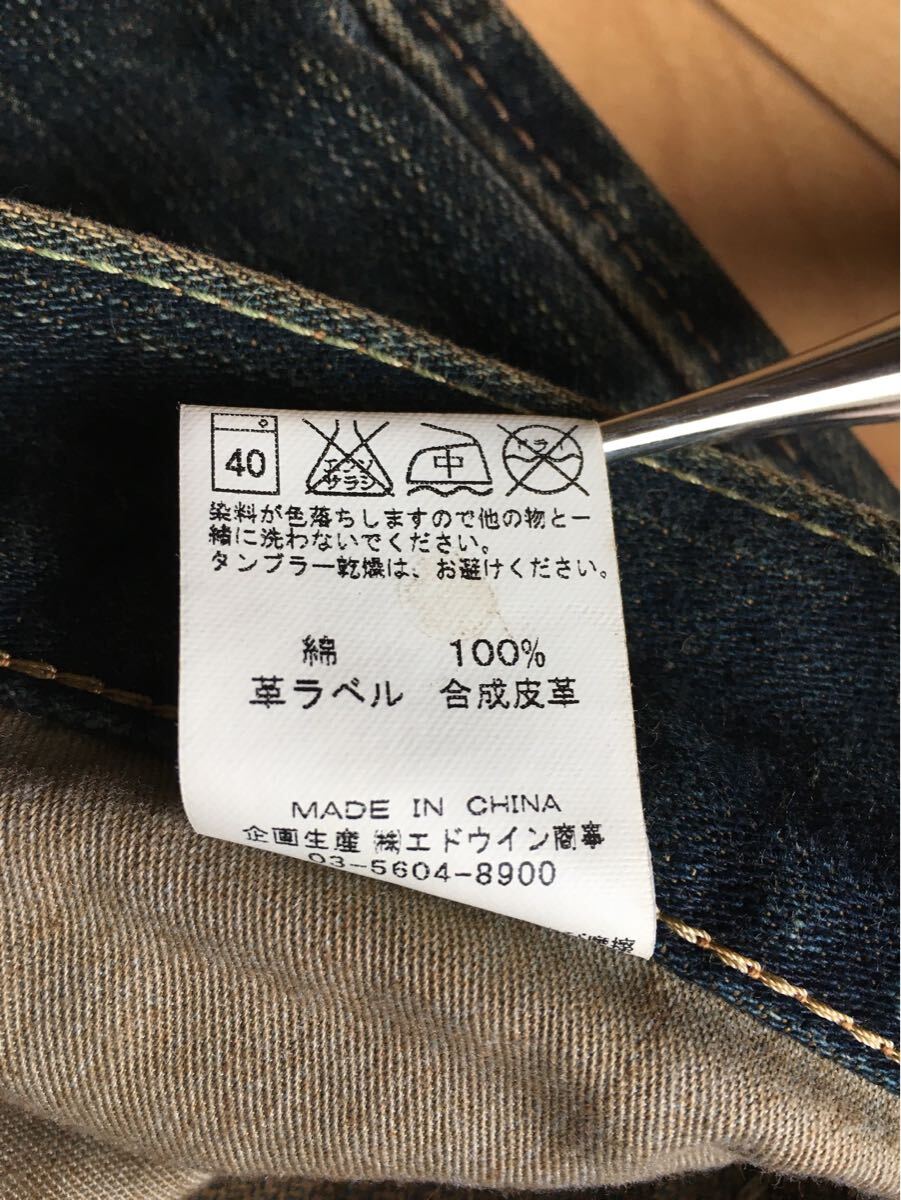 40 エンソ サラシ 中 ドライ
染料が色落ちしますので他の物と一
緒に洗わないでください。
タンブラー乾燥は、お避けください。
綿 100%
革ラベル 合成皮革
MADE IN CHINA
企画生産 ㈱エドウイン商事
03-5604-8900
摩擦